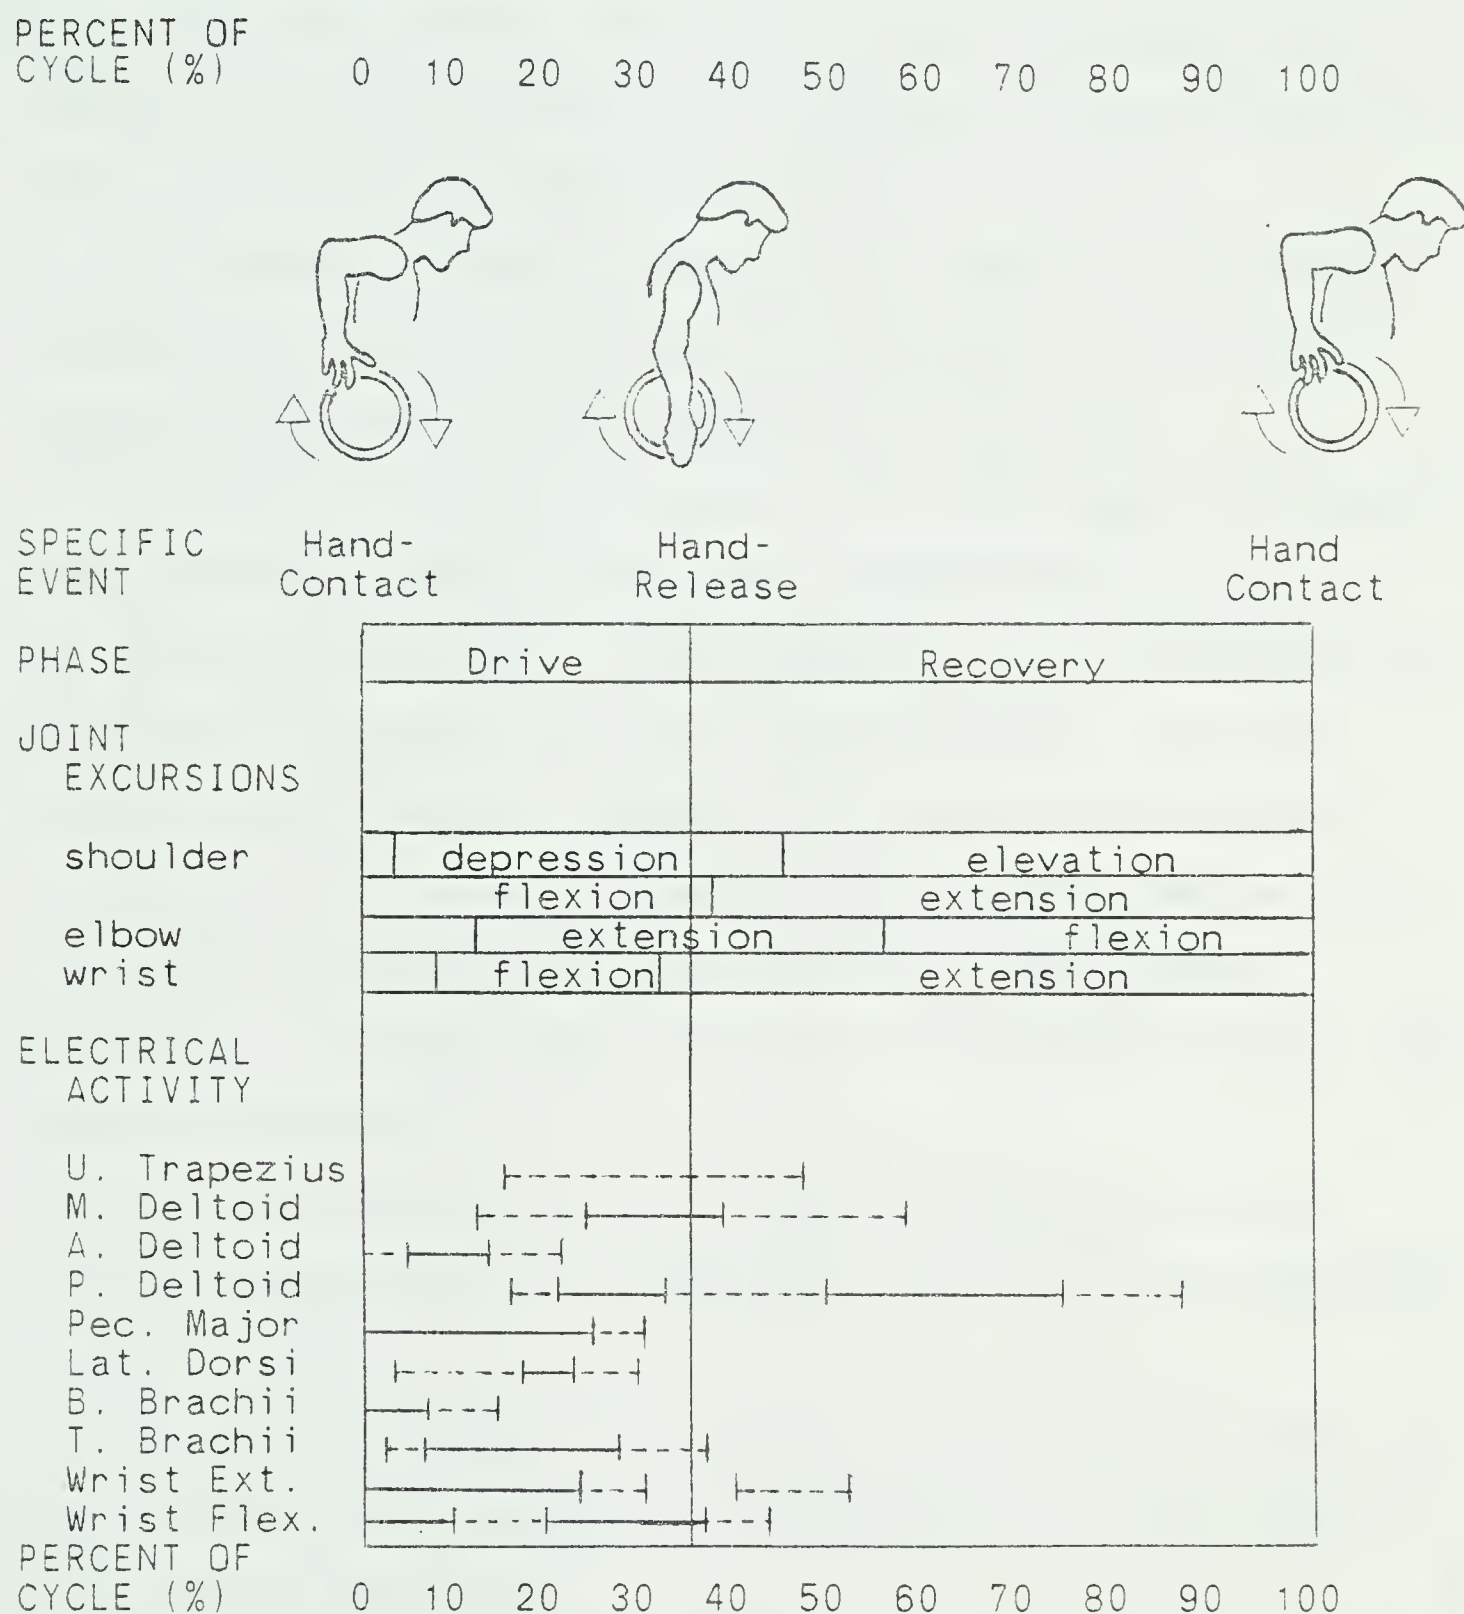 PERCENT OF
CYCLE (%) 0 10 20 30 40 50 60 70 80 90 100
SPECIFIC Hand- Hand- Hand
EVENT Contact Release Contact
PHASE Drive Recovery
JOINT
EXCURSIONS
shoulder depression elevation
flexion extension
elbow extension flexion
wrist flexion extension
ELECTRICAL
ACTIVITY
U. Trapezius
M. Deltoid
A. Deltoid
P. Deltoid
Pec. Major
Lat. Dorsi
B. Brachii
T. Brachii
Wrist Ext.
Wrist Flex.
PERCENT OF
CYCLE (%) 0 10 20 30 40 50 60 70 80 90 100